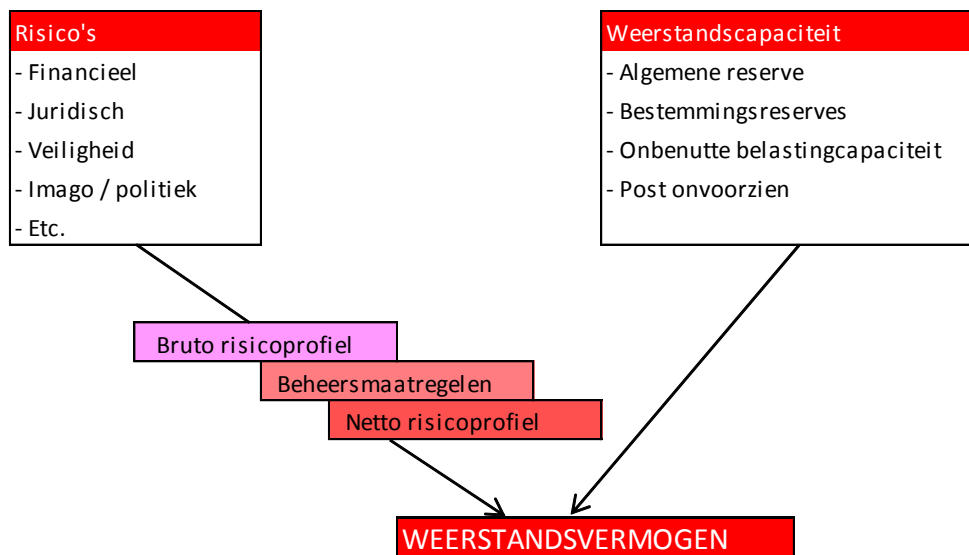 Risico's
- Financieel
- Juridisch
- Veiligheid
- Imago / politiek
- Etc.
Weerstandscapaciteit
- Algemene reserve
- Bestemmingsreserves
- Onbenutte belastingcapaciteit
- Post onvoorzien
Bruto risicoprofiel
Beheersmaatregelen
Netto risicoprofiel
WEERSTANDSVERMOGEN